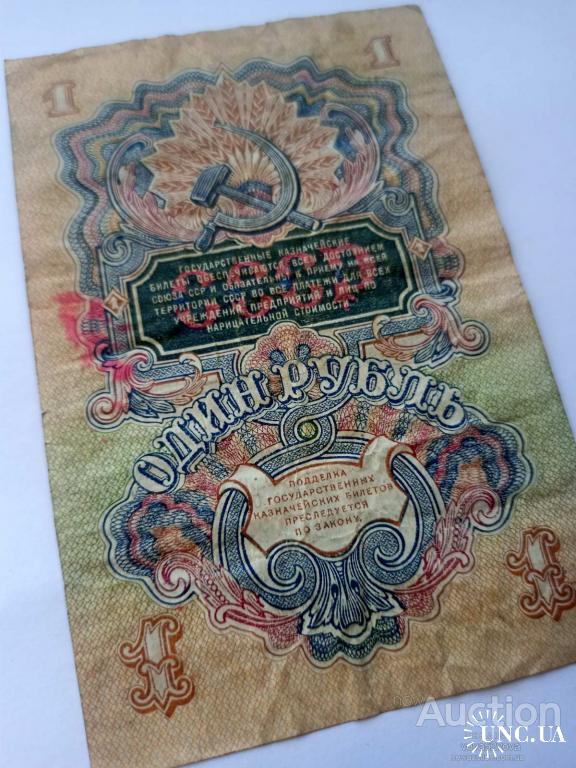 1 1
ГОСУДАРСТВЕННЫЕ КАЗНАЧЕЙСКИЕ
БИЛЕТЫ ОБЕСПЕЧИВАЮТСЯ ВСЕМ ДОСТОЯНИЕМ
СОЮЗА ССР И ОБЯЗАТЕЛЬНЫ К ПРИЕМУ НА ВСЕЙ
ТЕРРИТОРИИ СССР ВО ВСЕ ПЛАТЕЖИ ДЛЯ ВСЕХ
УЧРЕЖДЕНИЙ, ПРЕДПРИЯТИЙ И ЛИЦ ПО
НАРИЦАТЕЛЬНОЙ СТОИМОСТИ.
ОДИН РУБЛЬ
ПОДДЕЛКА
ГОСУДАРСТВЕННЫХ
КАЗНАЧЕЙСКИХ БИЛЕТОВ
ПРЕСЛЕДУЕТСЯ
ПО ЗАКОНУ.
1 1
Auction
UNC.UA